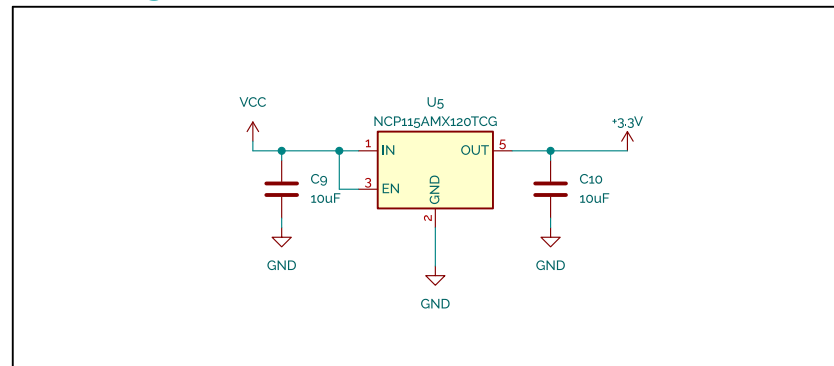 VCC
U5
NCP115AMX120TCG
+3.3V
1
IN
OUT
5
3
EN
GND
2
C9
10uF
C10
10uF
GND
GND
GND